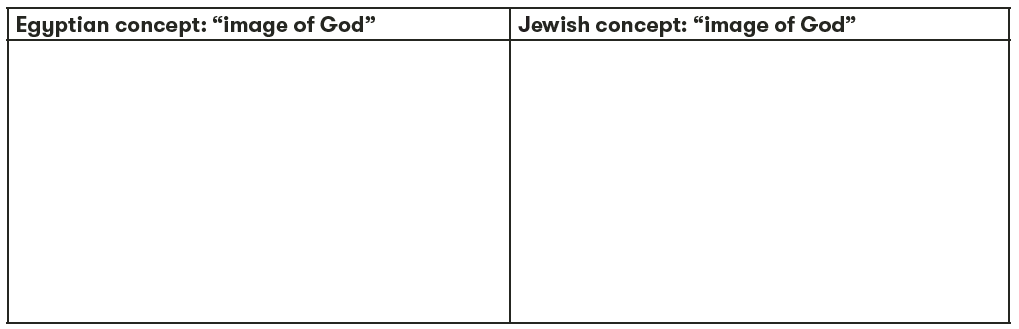 Egyptian concept: “image of God”
Jewish concept: “image of God”